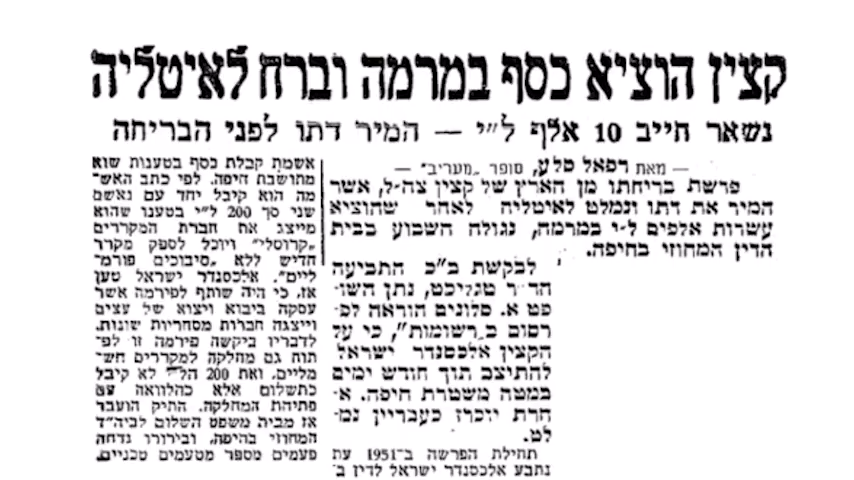 קצין הוציא כסף במרמה וברח לאיטליה
נשאר חייב 10 אלף ל״י — המיר דתו לפני הבריחה
— מאת רפאל סלע, סופר „מעריב״ —
פרשת בריחתו מן הארץ של קצין צה״ל, אשר
המיר את דתו ונמלט לאיטליה לאחר שהוציא
עשרות אלפים ל״י במרמה, נגולה השבוע בבית
הדין המחוזי בחיפה.
לבקשת ב״כ התביעה
הד״ר טגליכט, נתן השו־
פט א. סלונים הוראה לפ־
רסום ב„רשומות״, כי על
הקצין אלכסנדר ישראל
להתיצב תוך חודש ימים
במטה משטרת חיפה. א־
חרת יוכרז כעבריין נמ־
לט.
תחילת הפרשה ב־1951 עת
נתבע אלכסנדר ישראל לדין ב
אשמת קבלת כסף בטענות שוא
מתושבת חיפה. לפי כתב האש־
מה הוא קיבל יחד עם נאשם
שני סך 200 ל״י בטענו שהוא
מייצג את חברת המקררים
„קרוסלי״ ויוכל לספק מקרר
חדיש ללא „סיבוכים פורמ־
ליים״. אלכסנדר ישראל טען
אז, כי היה שותף לפירמה אשר
עסקה ביבוא ויצוא של עצים
וייצגה חברות מסחריות שונות.
לדבריו ביקשה פירמה זו לפ־
תוח גם מחלקה למקררים חש־
מליים. ואת 200 הל״י לא קיבל
כתשלום אלא כהלוואה עם
פתיחת המחלקה. התיק הועבר
אז מבית משפט השלום לביה״ד
המחוזי בחיפה, ובירורו נדחה
פעמים מספר מטעמים טכניים.